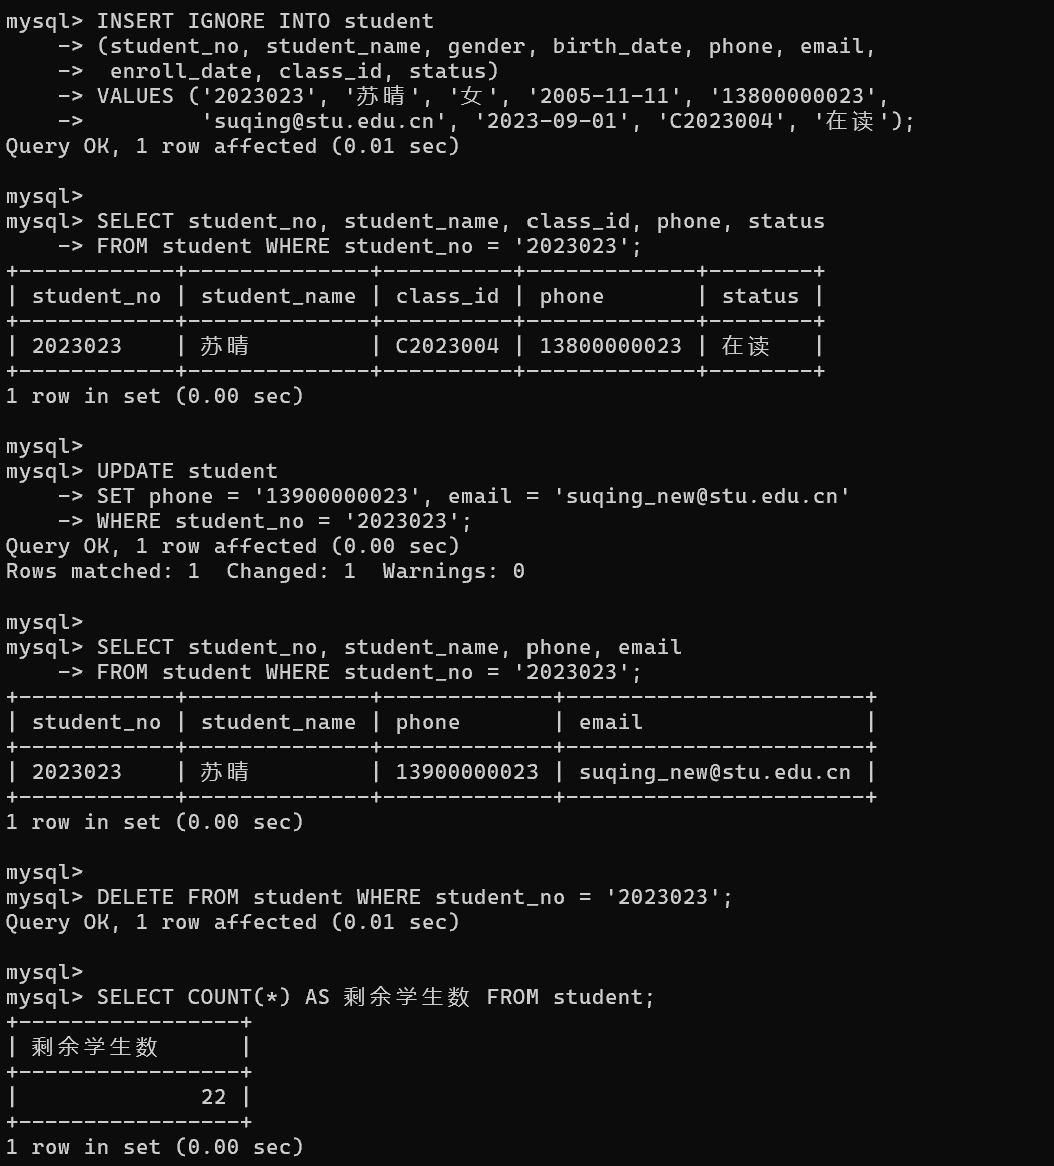 mysql> INSERT IGNORE INTO student
    -> (student_no, student_name, gender, birth_date, phone, email,
    ->  enroll_date, class_id, status)
    -> VALUES ('2023023', '苏晴', '女', '2005-11-11', '13800000023',
    ->         'suqing@stu.edu.cn', '2023-09-01', 'C2023004', '在读');
Query OK, 1 row affected (0.01 sec)

mysql>
mysql> SELECT student_no, student_name, class_id, phone, status
    -> FROM student WHERE student_no = '2023023';
+------------+--------------+----------+-------------+--------+
| student_no | student_name | class_id | phone       | status |
+------------+--------------+----------+-------------+--------+
| 2023023    | 苏晴         | C2023004 | 13800000023 | 在读   |
+------------+--------------+----------+-------------+--------+
1 row in set (0.00 sec)

mysql>
mysql> UPDATE student
    -> SET phone = '13900000023', email = 'suqing_new@stu.edu.cn'
    -> WHERE student_no = '2023023';
Query OK, 1 row affected (0.00 sec)
Rows matched: 1  Changed: 1  Warnings: 0

mysql>
mysql> SELECT student_no, student_name, phone, email
    -> FROM student WHERE student_no = '2023023';
+------------+--------------+-------------+-----------------------+
| student_no | student_name | phone       | email                 |
+------------+--------------+-------------+-----------------------+
| 2023023    | 苏晴         | 13900000023 | suqing_new@stu.edu.cn |
+------------+--------------+-------------+-----------------------+
1 row in set (0.00 sec)

mysql>
mysql> DELETE FROM student WHERE student_no = '2023023';
Query OK, 1 row affected (0.01 sec)

mysql>
mysql> SELECT COUNT(*) AS 剩余学生数 FROM student;
+-----------------+
| 剩余学生数      |
+-----------------+
|              22 |
+-----------------+
1 row in set (0.00 sec)